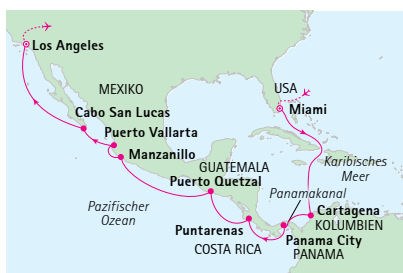 Los Angeles
MEXIKO
USA
Miami
Cabo San Lucas
Puerto Vallarta
Manzanillo
GUATEMALA
Puerto Quetzal
Karibisches
Meer
Panamakanal
Pazifischer
Ozean
Cartagena
KOLUMBIEN
Puntarenas
COSTA RICA
Panama City
PANAMA